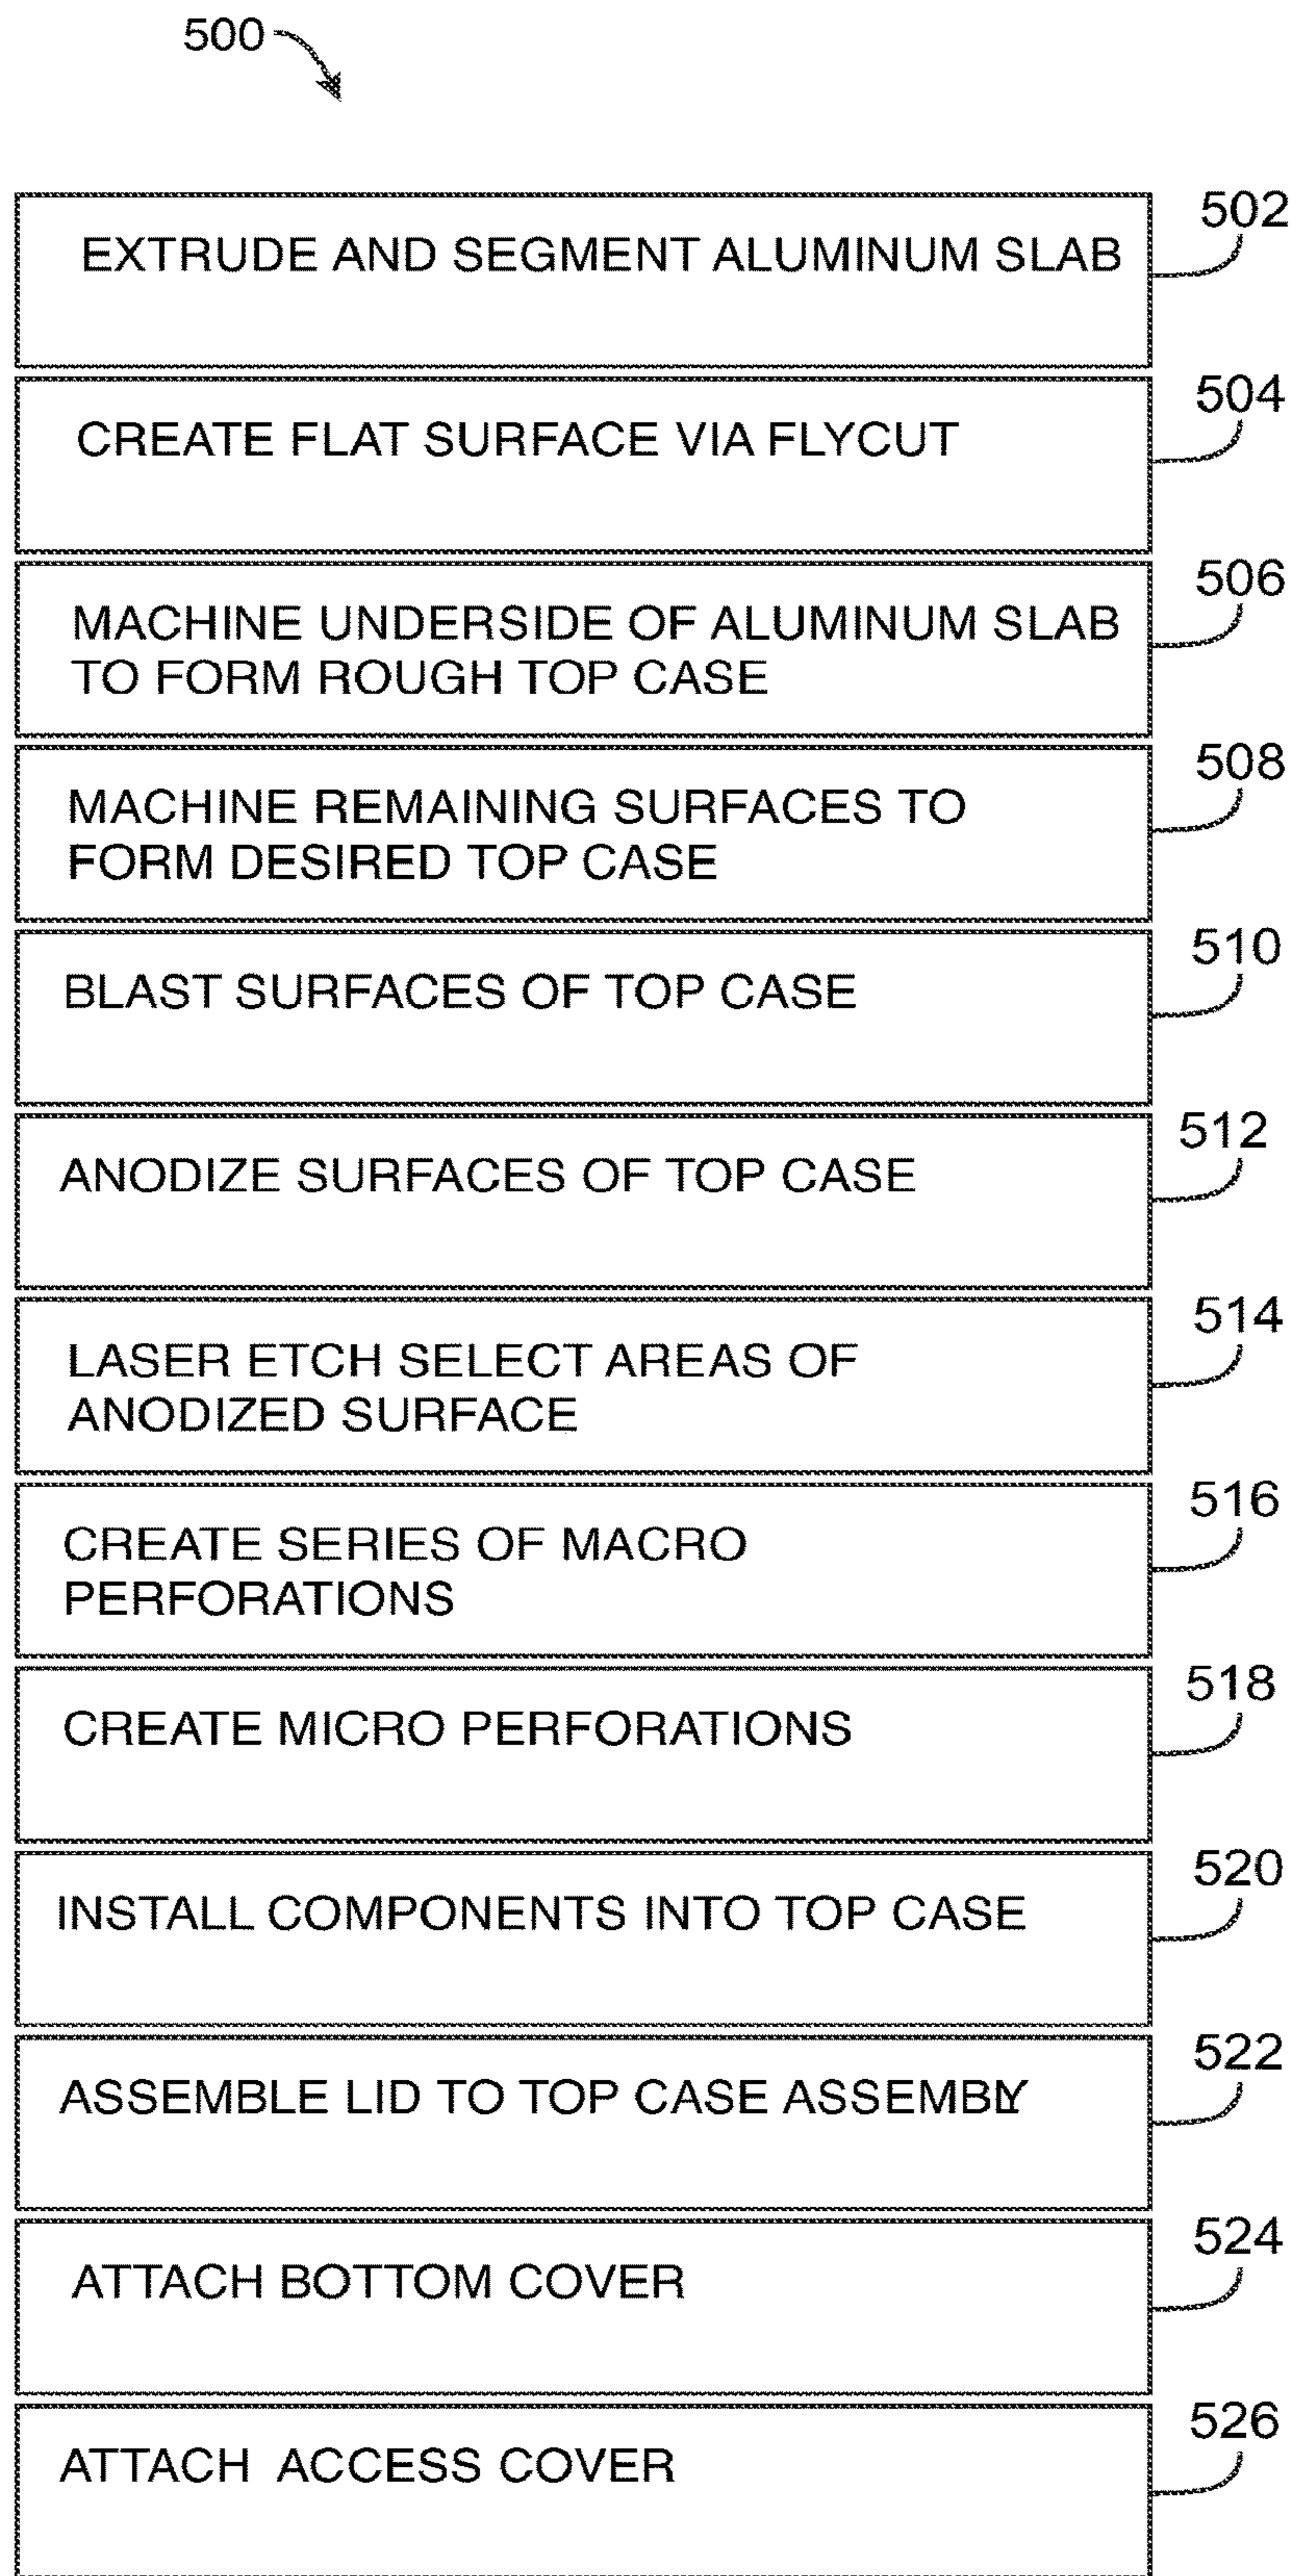 500
EXTRUDE AND SEGMENT ALUMINUM SLAB
502
CREATE FLAT SURFACE VIA FLYCUT
504
MACHINE UNDERSIDE OF ALUMINUM SLAB
TO FORM ROUGH TOP CASE
506
MACHINE REMAINING SURFACES TO
FORM DESIRED TOP CASE
508
BLAST SURFACES OF TOP CASE
510
ANODIZE SURFACES OF TOP CASE
512
LASER ETCH SELECT AREAS OF
ANODIZED SURFACE
514
CREATE SERIES OF MACRO
PERFORATIONS
516
CREATE MICRO PERFORATIONS
518
INSTALL COMPONENTS INTO TOP CASE
520
ASSEMBLE LID TO TOP CASE ASSEMBLY
522
ATTACH BOTTOM COVER
524
ATTACH ACCESS COVER
526